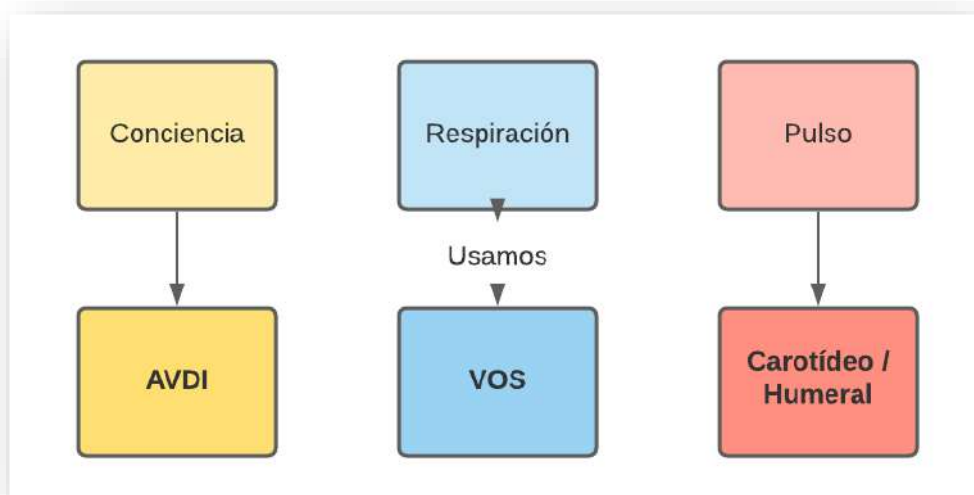 Conciencia
Respiración
Pulso
Usamos
AVDI
VOS
Carotídeo /
Humeral